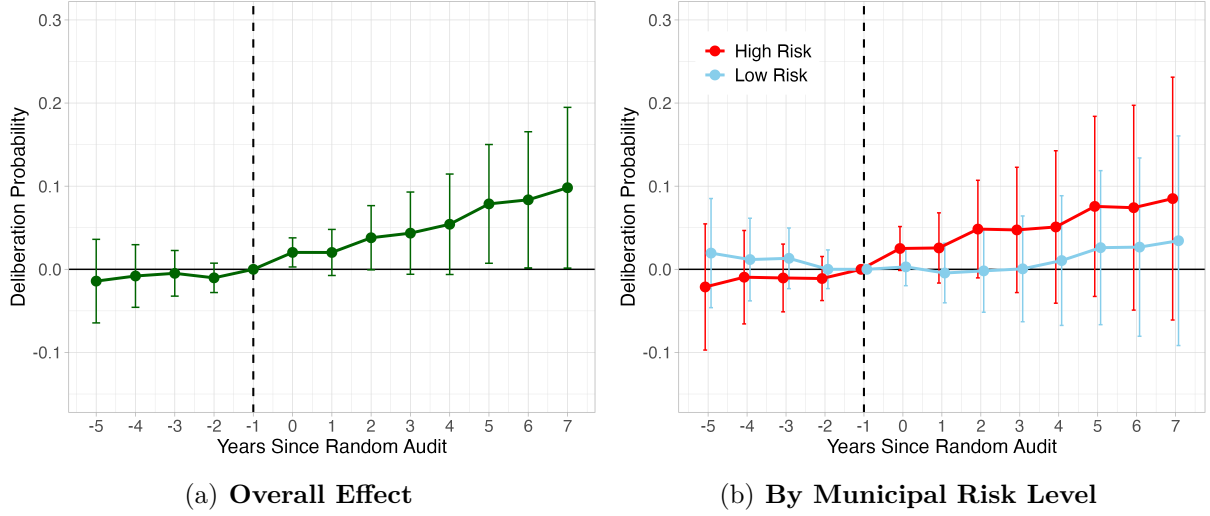 0.3
0.2
0.1
0.0
-0.1
Deliberation Probability
-5 -4 -3 -2 -1 0 1 2 3 4 5 6 7
Years Since Random Audit
(a) Overall Effect
0.3
0.2
0.1
0.0
-0.1
Deliberation Probability
High Risk
Low Risk
-5 -4 -3 -2 -1 0 1 2 3 4 5 6 7
Years Since Random Audit
(b) By Municipal Risk Level